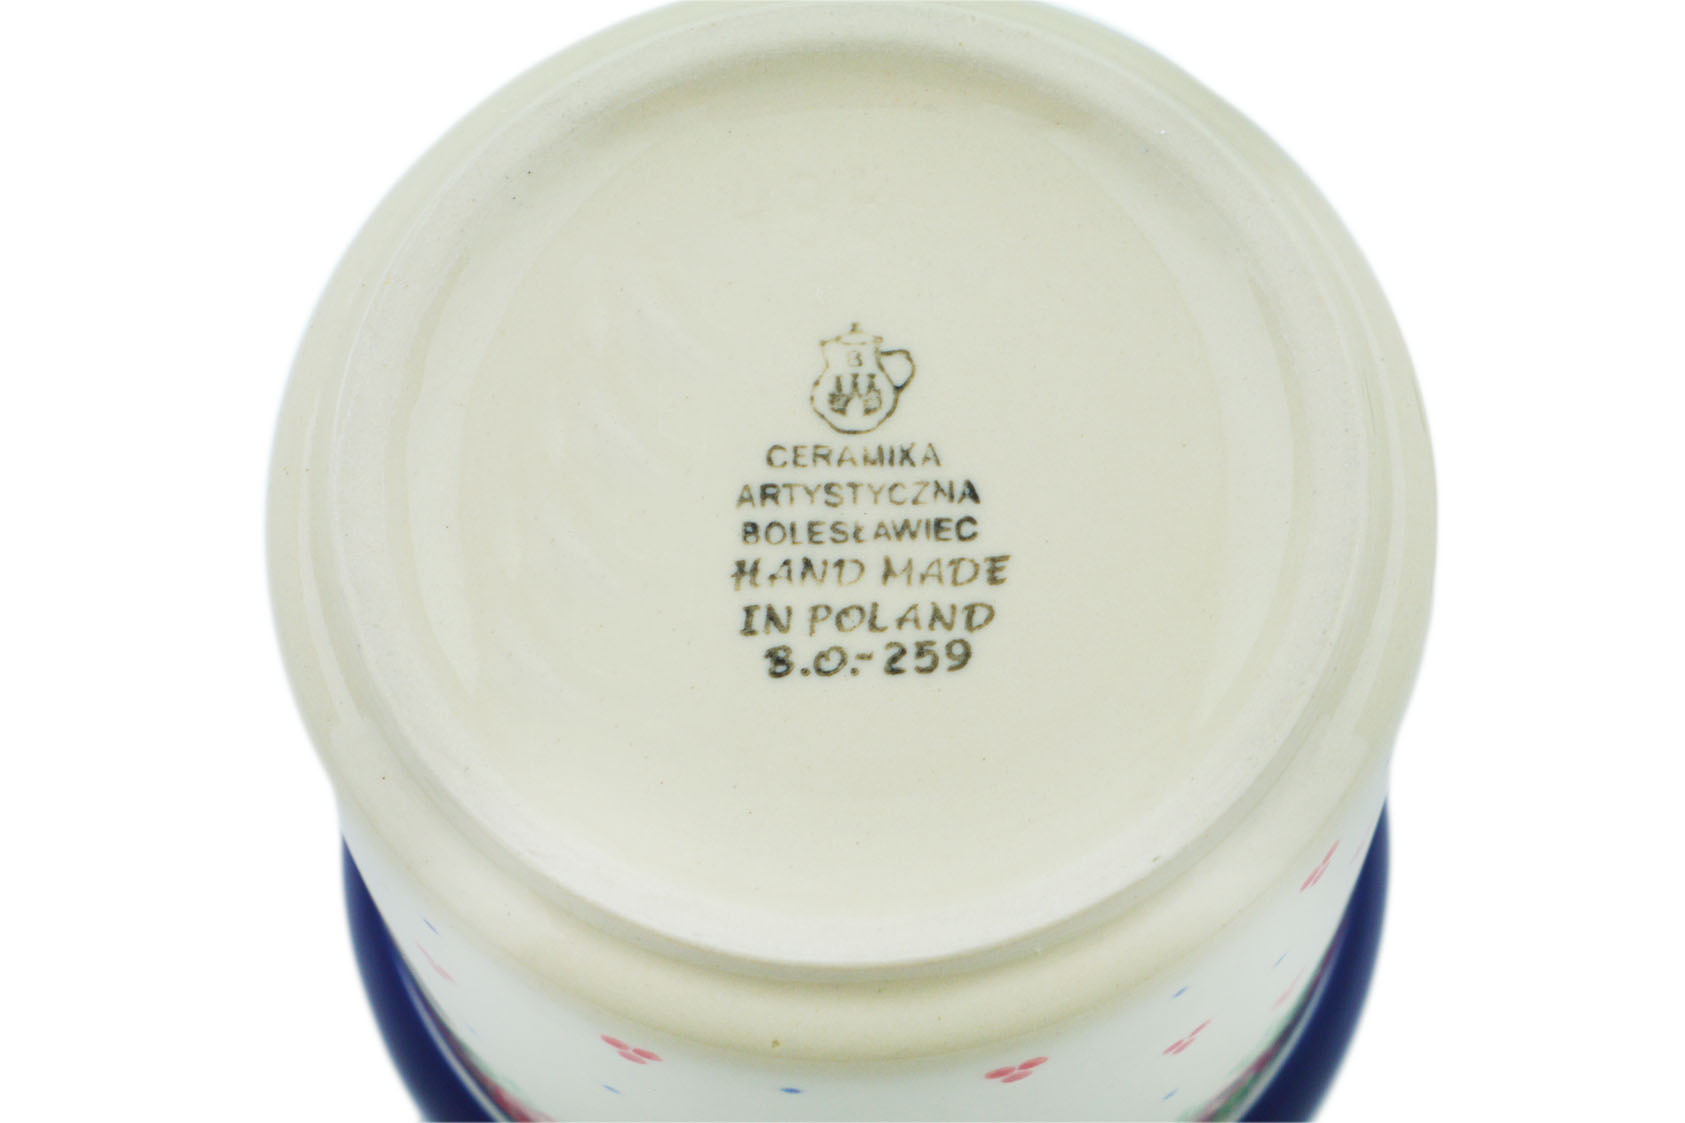 B
CERAMIKA
ARTYSTYCZNA
BOLESŁAWIEC
HAND MADE
IN POLAND
B.O.-259